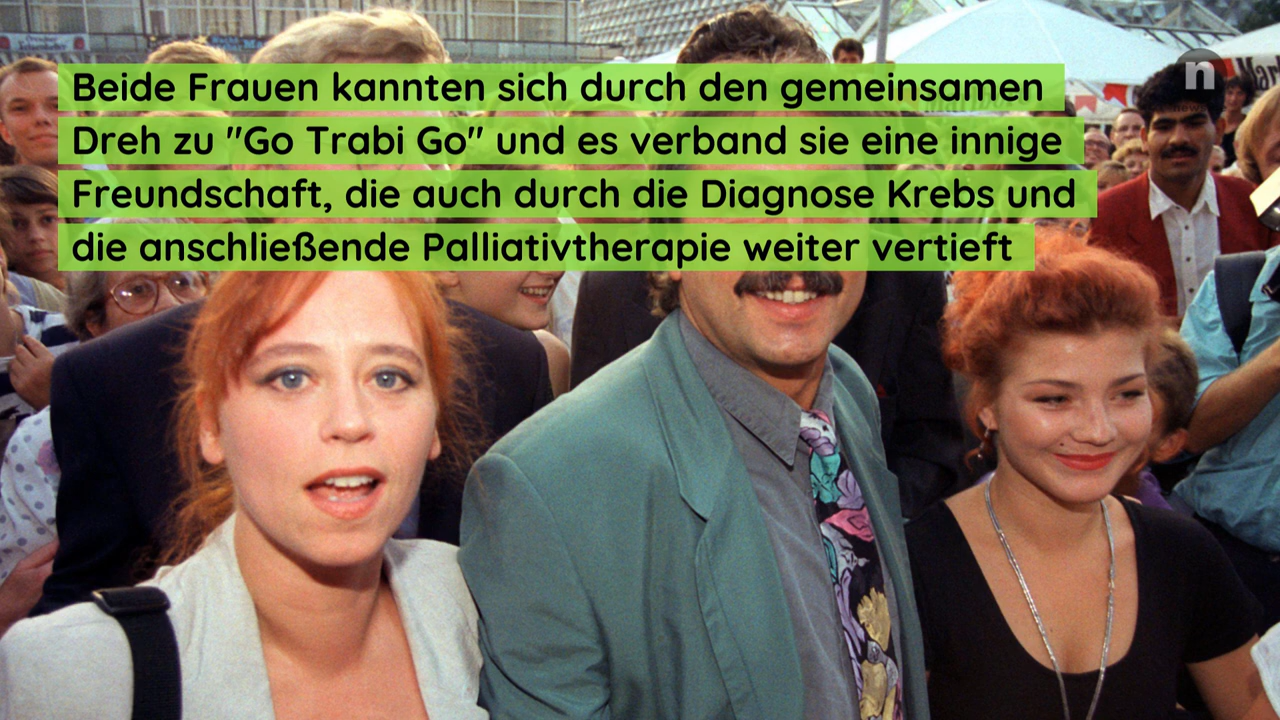 Beide Frauen kannten sich durch den gemeinsamen
Dreh zu "Go Trabi Go" und es verband sie eine innige
Freundschaft, die auch durch die Diagnose Krebs und
die anschließende Palliativtherapie weiter vertieft
n